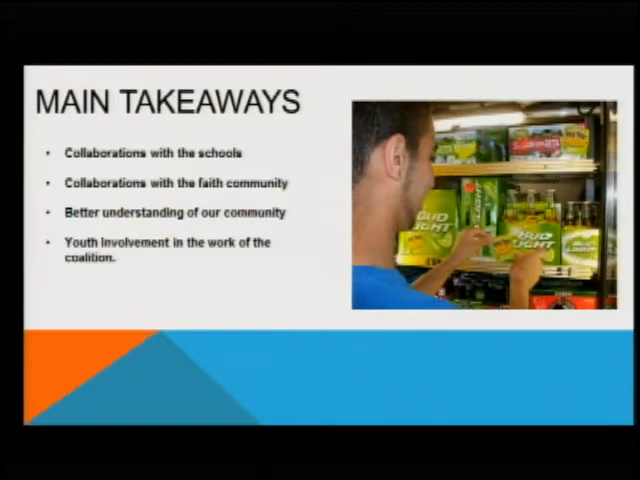 MAIN TAKEAWAYS
• Collaborations with the schools
• Collaborations with the faith community
• Better understanding of our community
• Youth Involvement in the work of the
coalition.
BUD
LIGHT
BUD
LIGHT